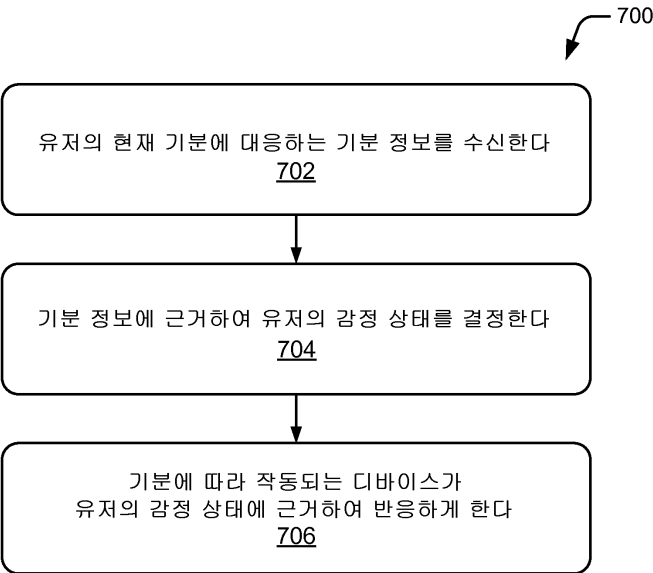 700
유저의 현재 기분에 대응하는 기분 정보를 수신한다
702
기분 정보에 근거하여 유저의 감정 상태를 결정한다
704
기분에 따라 작동되는 디바이스가
유저의 감정 상태에 근거하여 반응하게 한다
706